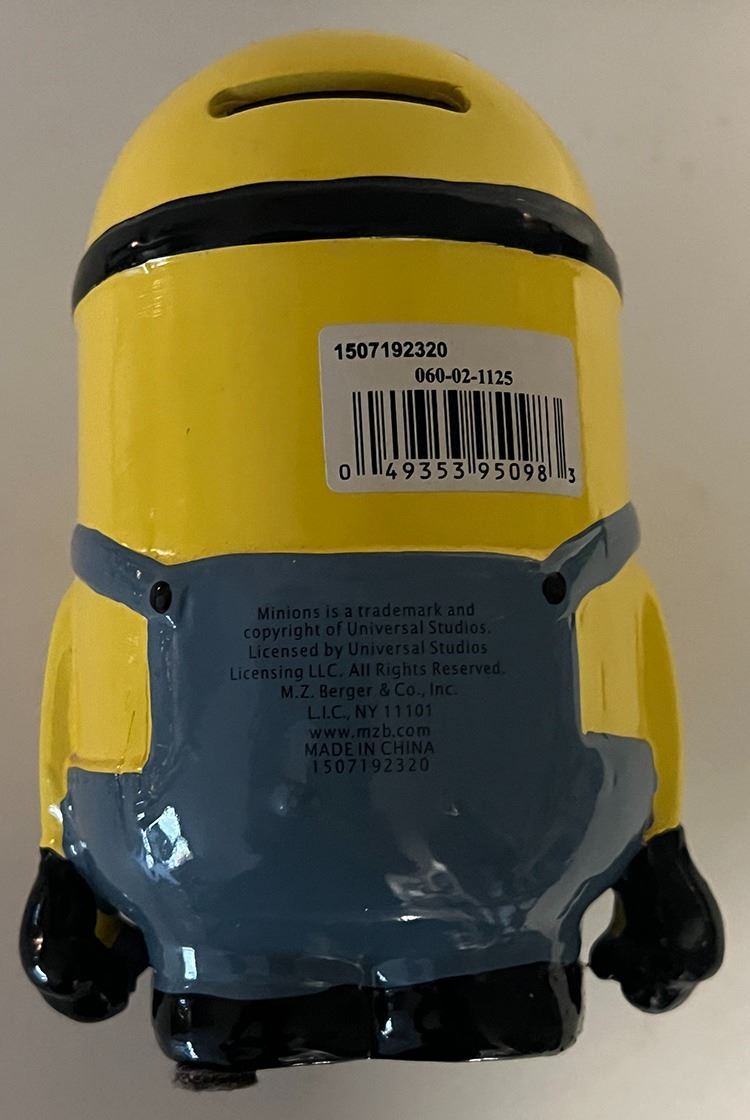 1507192320
060-02-1125
0 49353 95098 3
Minions is a trademark and
copyright of Universal Studios.
Licensed by Universal Studios
Licensing LLC. All Rights Reserved.
M.Z. Berger & Co., Inc.
L.I.C., NY 11101
www.mzb.com
MADE IN CHINA
1507192320